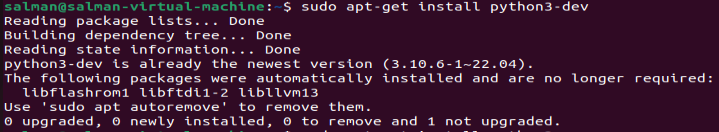 salman@salman-virtual-machine:~$ sudo apt-get install python3-dev
Reading package lists... Done
Building dependency tree... Done
Reading state information... Done
python3-dev is already the newest version (3.10.6-1~22.04).
The following packages were automatically installed and are no longer required:
  libflashrom1 libftdi1-2 libllvm13
Use 'sudo apt autoremove' to remove them.
0 upgraded, 0 newly installed, 0 to remove and 1 not upgraded.